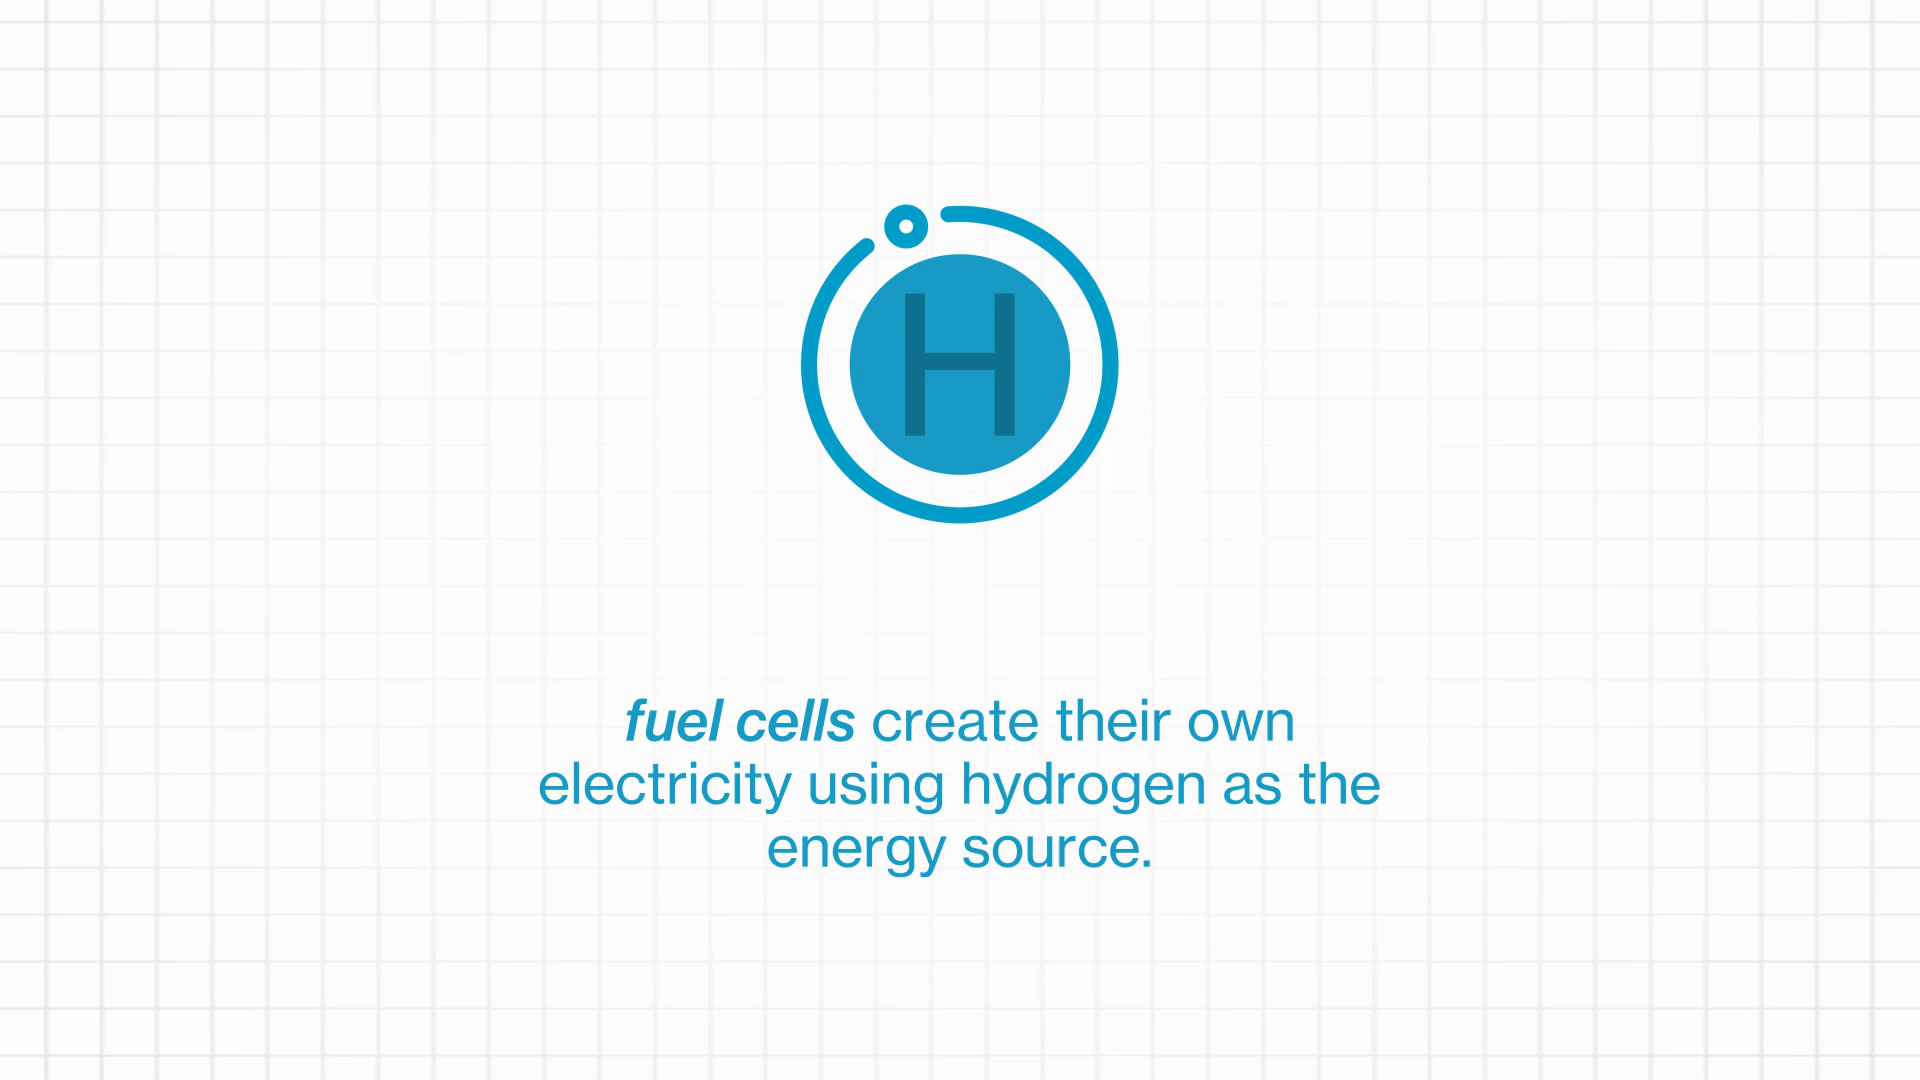 H
fuel cells create their own
electricity using hydrogen as the
energy source.